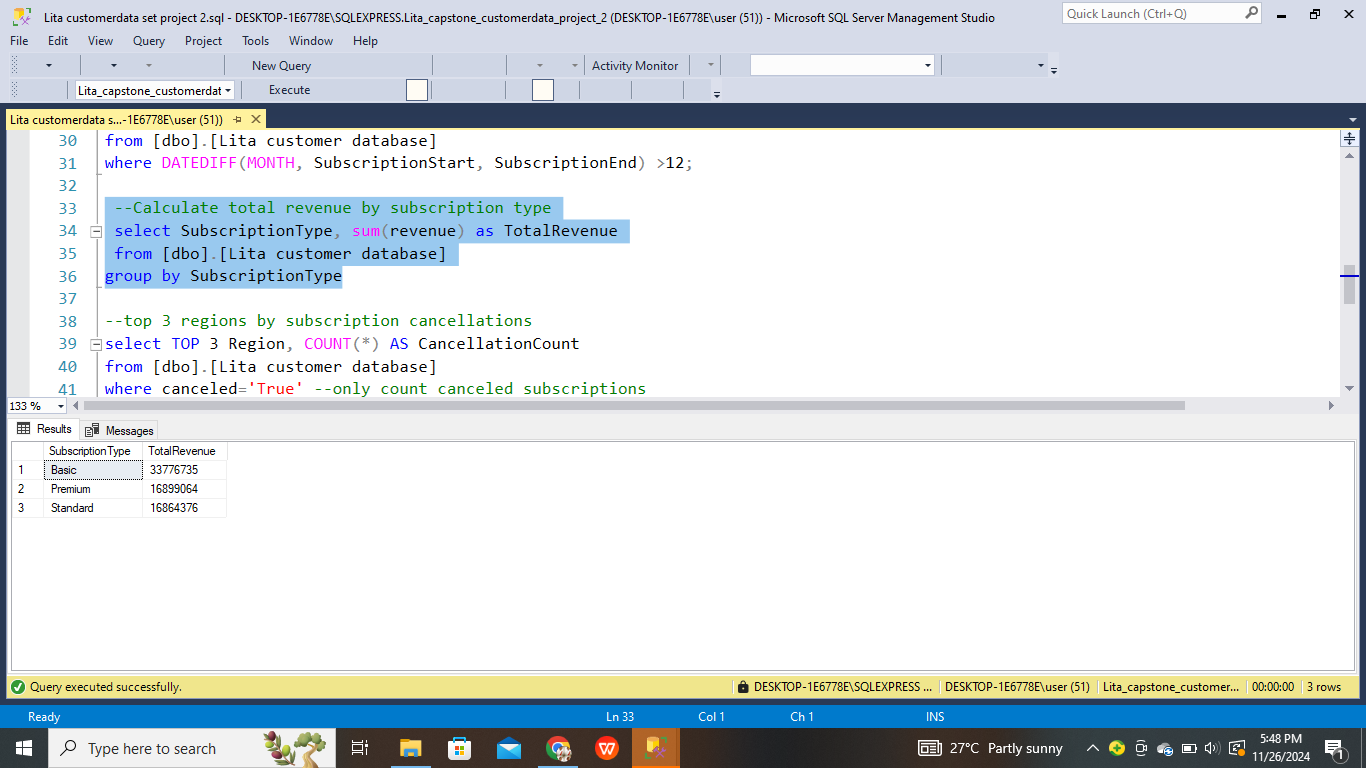 Lita customerdata set project 2.sql - DESKTOP-1E6778E\SQLEXPRESS.Lita_capstone_customerdata_project_2 (DESKTOP-1E6778E\user (51)) - Microsoft SQL Server Management Studio
Quick Launch (Ctrl+Q)
File Edit View Query Project Tools Window Help
New Query Activity Monitor
Lita_capstone_customerdat Execute
Lita customerdata s...-1E6778E\user (51))
30 from [dbo].[Lita customer database]
31 where DATEDIFF(MONTH, SubscriptionStart, SubscriptionEnd) >12;
32
33 --Calculate total revenue by subscription type
34 select SubscriptionType, sum(revenue) as TotalRevenue
35 from [dbo].[Lita customer database]
36 group by SubscriptionType
37
38 --top 3 regions by subscription cancellations
39 select TOP 3 Region, COUNT(*) AS CancellationCount
40 from [dbo].[Lita customer database]
41 where canceled='True' --only count canceled subscriptions
133 %
Results Messages
SubscriptionType TotalRevenue
1 Basic 33776735
2 Premium 16899064
3 Standard 16864376
Query executed successfully. DESKTOP-1E6778E\SQLEXPRESS ... DESKTOP-1E6778E\user (51) Lita_capstone_customer... 00:00:00 3 rows
Ready Ln 33 Col 1 Ch 1 INS
Type here to search 27°C Partly sunny 5:48 PM
11/26/2024 1